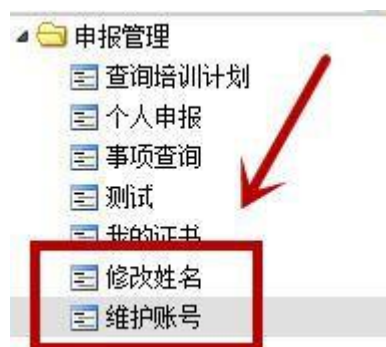 申报管理
查询培训计划
个人申报
事项查询
测试
我的证书
修改姓名
维护账号